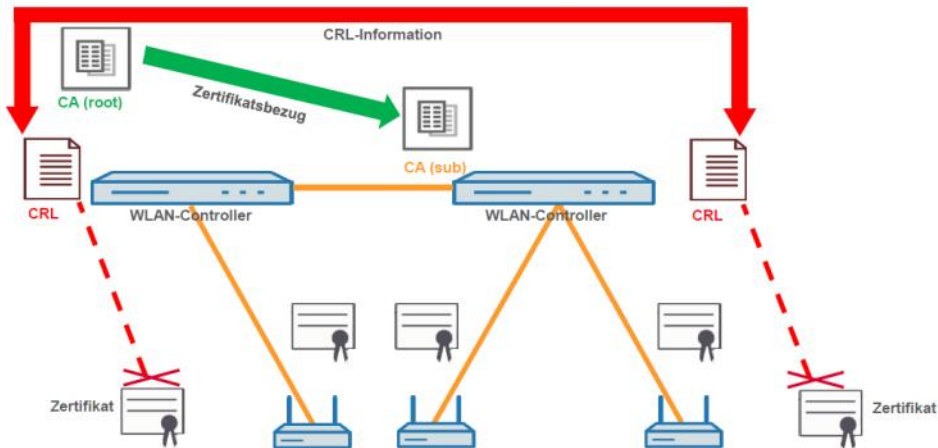 CRL-Information
CA (root)
Zertifikatsbezug
CA (sub)
CRL
WLAN-Controller
WLAN-Controller
CRL
Zertifikat
Zertifikat